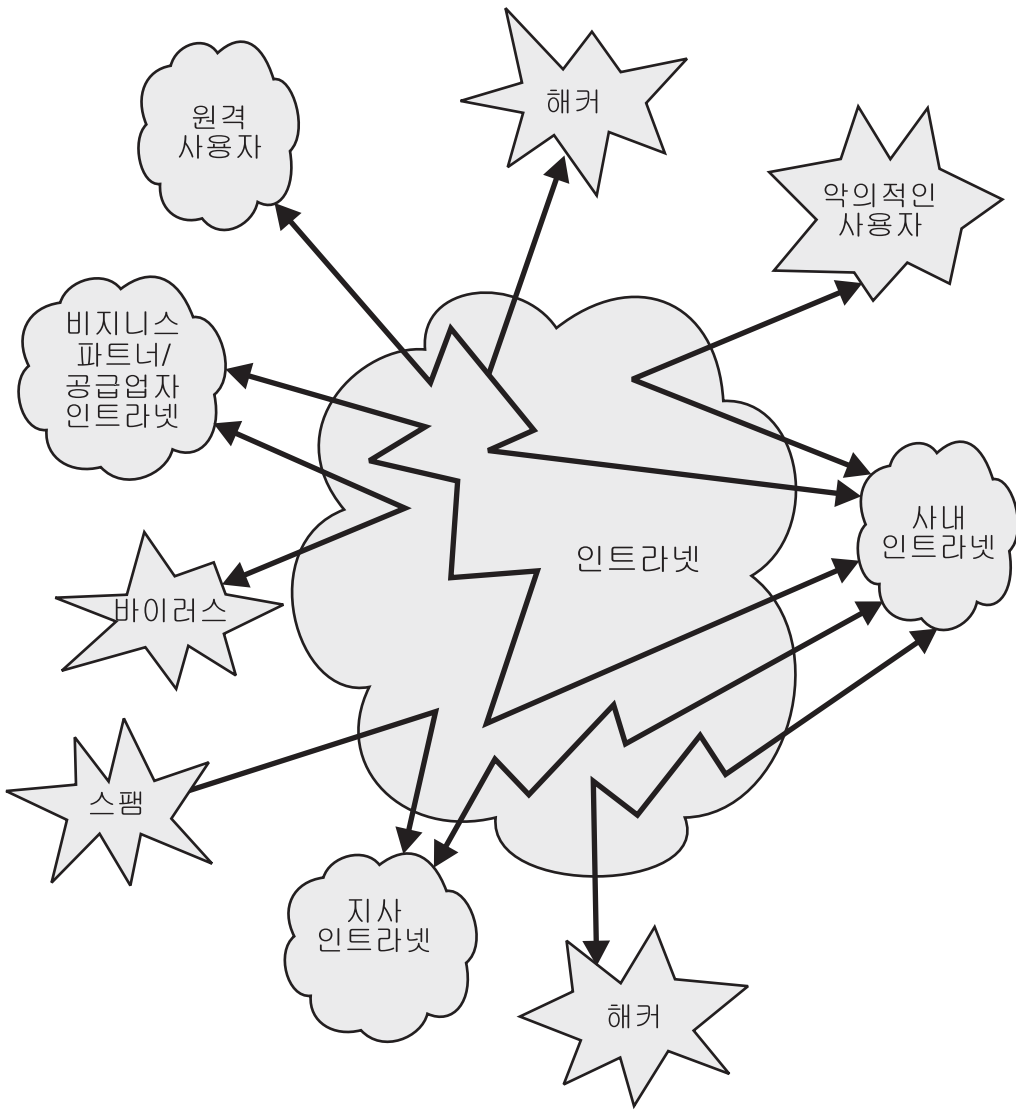 원격
사용자
해커
악의적인
사용자
비지니스
파트너/
공급업자
인트라넷
사내
인트라넷
인트라넷
바이러스
스팸
지사
인트라넷
해커